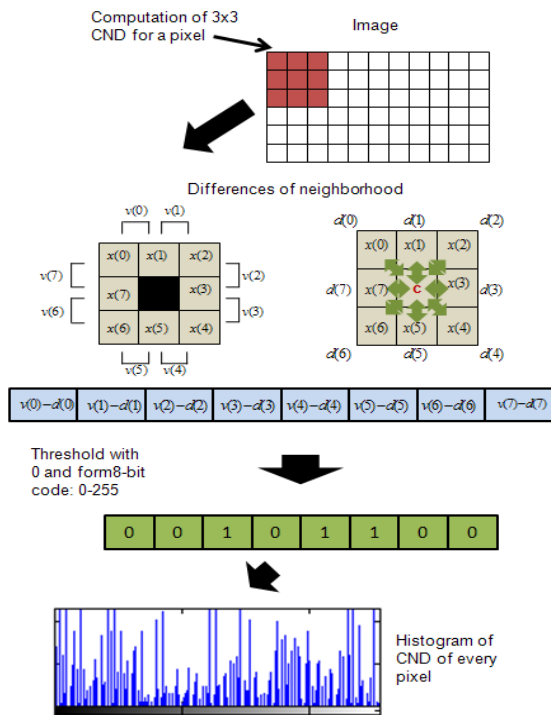 Computation of 3x3
CND for a pixel
Image
Differences of neighborhood
v(0) v(1)
d(0) d(1) d(2)
x(0) x(1) x(2)
x(0) x(1) x(2)
v(7) v(2)
x(7) x(3)
d(7) x(7) C x(3) d(3)
v(6) v(3)
x(6) x(5) x(4)
x(6) x(5) x(4)
v(5) v(4)
d(6) d(5) d(4)
v(0)−d(0) v(1)−d(1) v(2)−d(2) v(3)−d(3) v(4)−d(4) v(5)−d(5) v(6)−d(6) v(7)−d(7)
Threshold with
0 and form8-bit
code: 0-255
0 0 1 0 1 1 0 0
Histogram of
CND of every
pixel